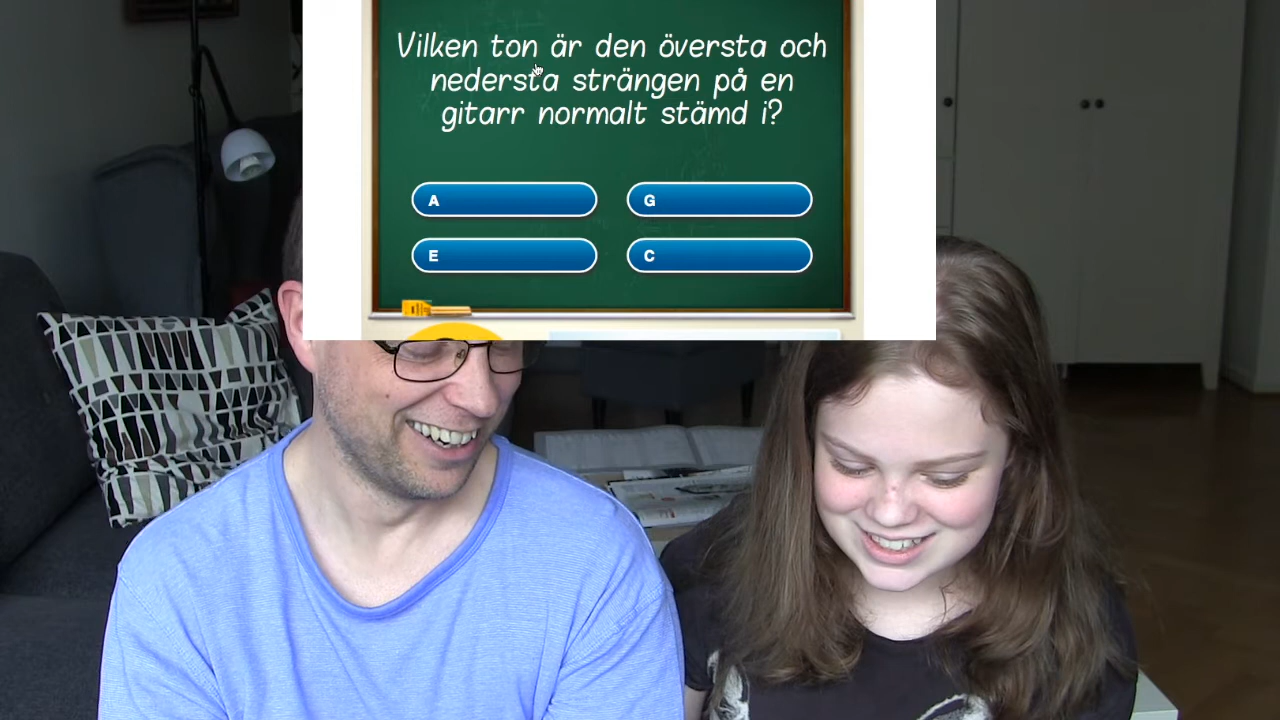 Vilken ton är den översta och
nedersta strängen på en
gitarr normalt stämd i?
A
G
E
C